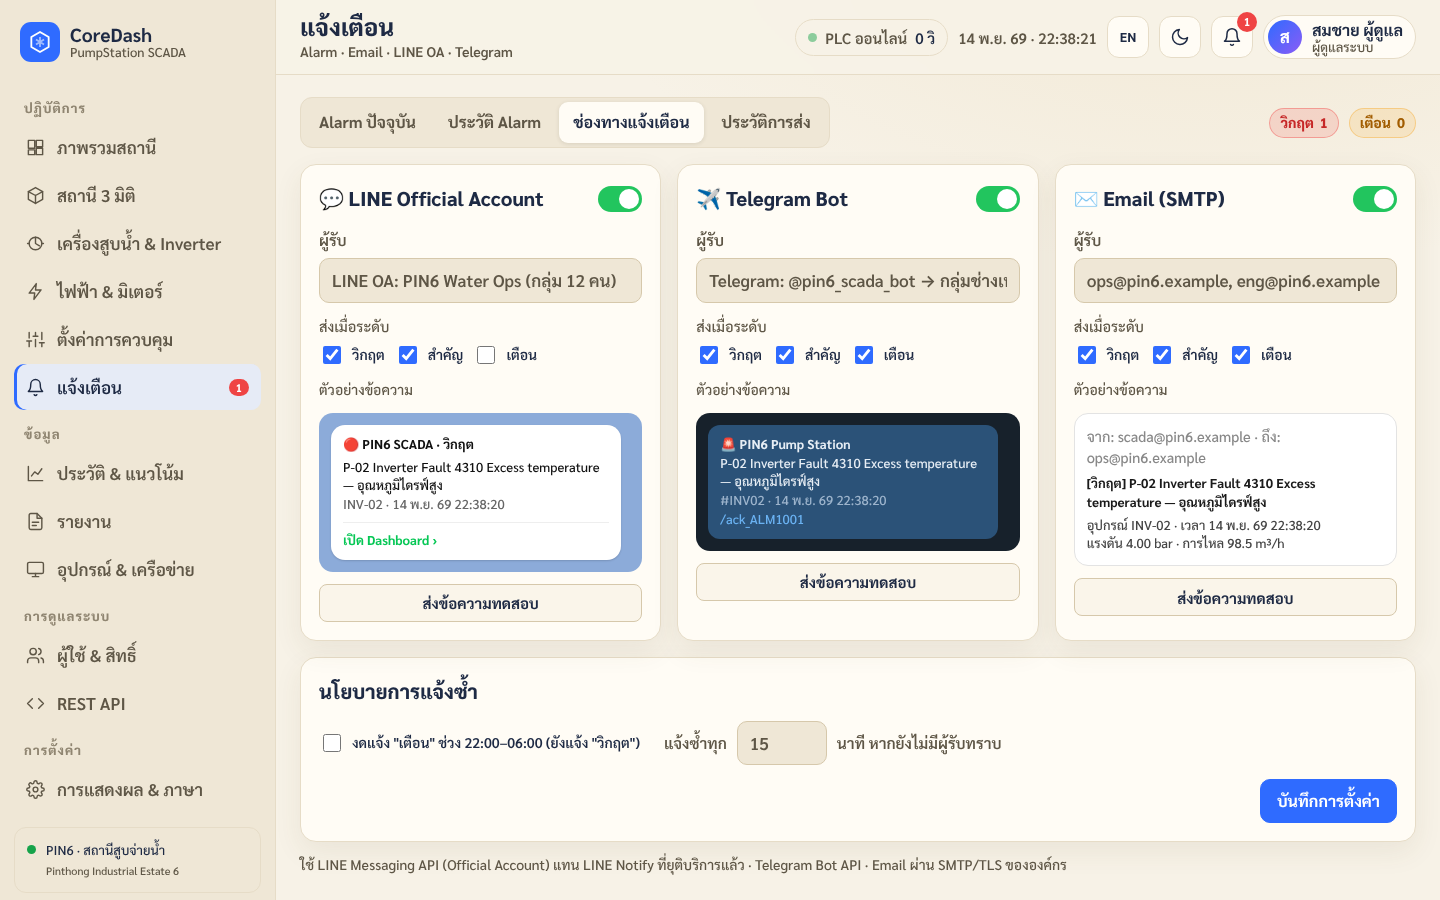 CoreDash
PumpStation SCADA
ปฏิบัติการ
ภาพรวมสถานี
สถานี 3 มิติ
เครื่องสูบน้ำ & Inverter
ไฟฟ้า & มิเตอร์
ตั้งค่าการควบคุม
แจ้งเตือน
1
ข้อมูล
ประวัติ & แนวโน้ม
รายงาน
อุปกรณ์ & เครือข่าย
การดูแลระบบ
ผู้ใช้ & สิทธิ์
REST API
การตั้งค่า
การแสดงผล & ภาษา
PIN6 · สถานีสูบจ่ายน้ำ
Pinthong Industrial Estate 6
แจ้งเตือน
Alarm · Email · LINE OA · Telegram
PLC ออนไลน์ 0 วิ
14 พ.ย. 69 · 22:38:21
EN
1
ส
สมชาย ผู้ดูแล
ผู้ดูแลระบบ
Alarm ปัจจุบัน
ประวัติ Alarm
ช่องทางแจ้งเตือน
ประวัติการส่ง
วิกฤต 1
เตือน 0
💬 LINE Official Account
ผู้รับ
LINE OA: PIN6 Water Ops (กลุ่ม 12 คน)
ส่งเมื่อระดับ
วิกฤต
สำคัญ
เตือน
ตัวอย่างข้อความ
🔴 PIN6 SCADA · วิกฤต
P-02 Inverter Fault 4310 Excess temperature
— อุณหภูมิไดรฟ์สูง
INV-02 · 14 พ.ย. 69 22:38:20
เปิด Dashboard ›
ส่งข้อความทดสอบ
✈️ Telegram Bot
ผู้รับ
Telegram: @pin6_scada_bot → กลุ่มช่างเ
ส่งเมื่อระดับ
วิกฤต
สำคัญ
เตือน
ตัวอย่างข้อความ
🚨 PIN6 Pump Station
P-02 Inverter Fault 4310 Excess temperature
— อุณหภูมิไดรฟ์สูง
#INV02 · 14 พ.ย. 69 22:38:20
/ack_ALM1001
ส่งข้อความทดสอบ
✉️ Email (SMTP)
ผู้รับ
ops@pin6.example, eng@pin6.example
ส่งเมื่อระดับ
วิกฤต
สำคัญ
เตือน
ตัวอย่างข้อความ
จาก: scada@pin6.example · ถึง:
ops@pin6.example
[วิกฤต] P-02 Inverter Fault 4310 Excess
temperature — อุณหภูมิไดรฟ์สูง
อุปกรณ์ INV-02 · เวลา 14 พ.ย. 69 22:38:20
แรงดัน 4.00 bar · การไหล 98.5 m³/h
ส่งข้อความทดสอบ
นโยบายการแจ้งซ้ำ
งดแจ้ง "เตือน" ช่วง 22:00–06:00 (ยังแจ้ง "วิกฤต")
แจ้งซ้ำทุก 15 นาที หากยังไม่มีผู้รับทราบ
บันทึกการตั้งค่า
ใช้ LINE Messaging API (Official Account) แทน LINE Notify ที่ยุติบริการแล้ว · Telegram Bot API · Email ผ่าน SMTP/TLS ขององค์กร